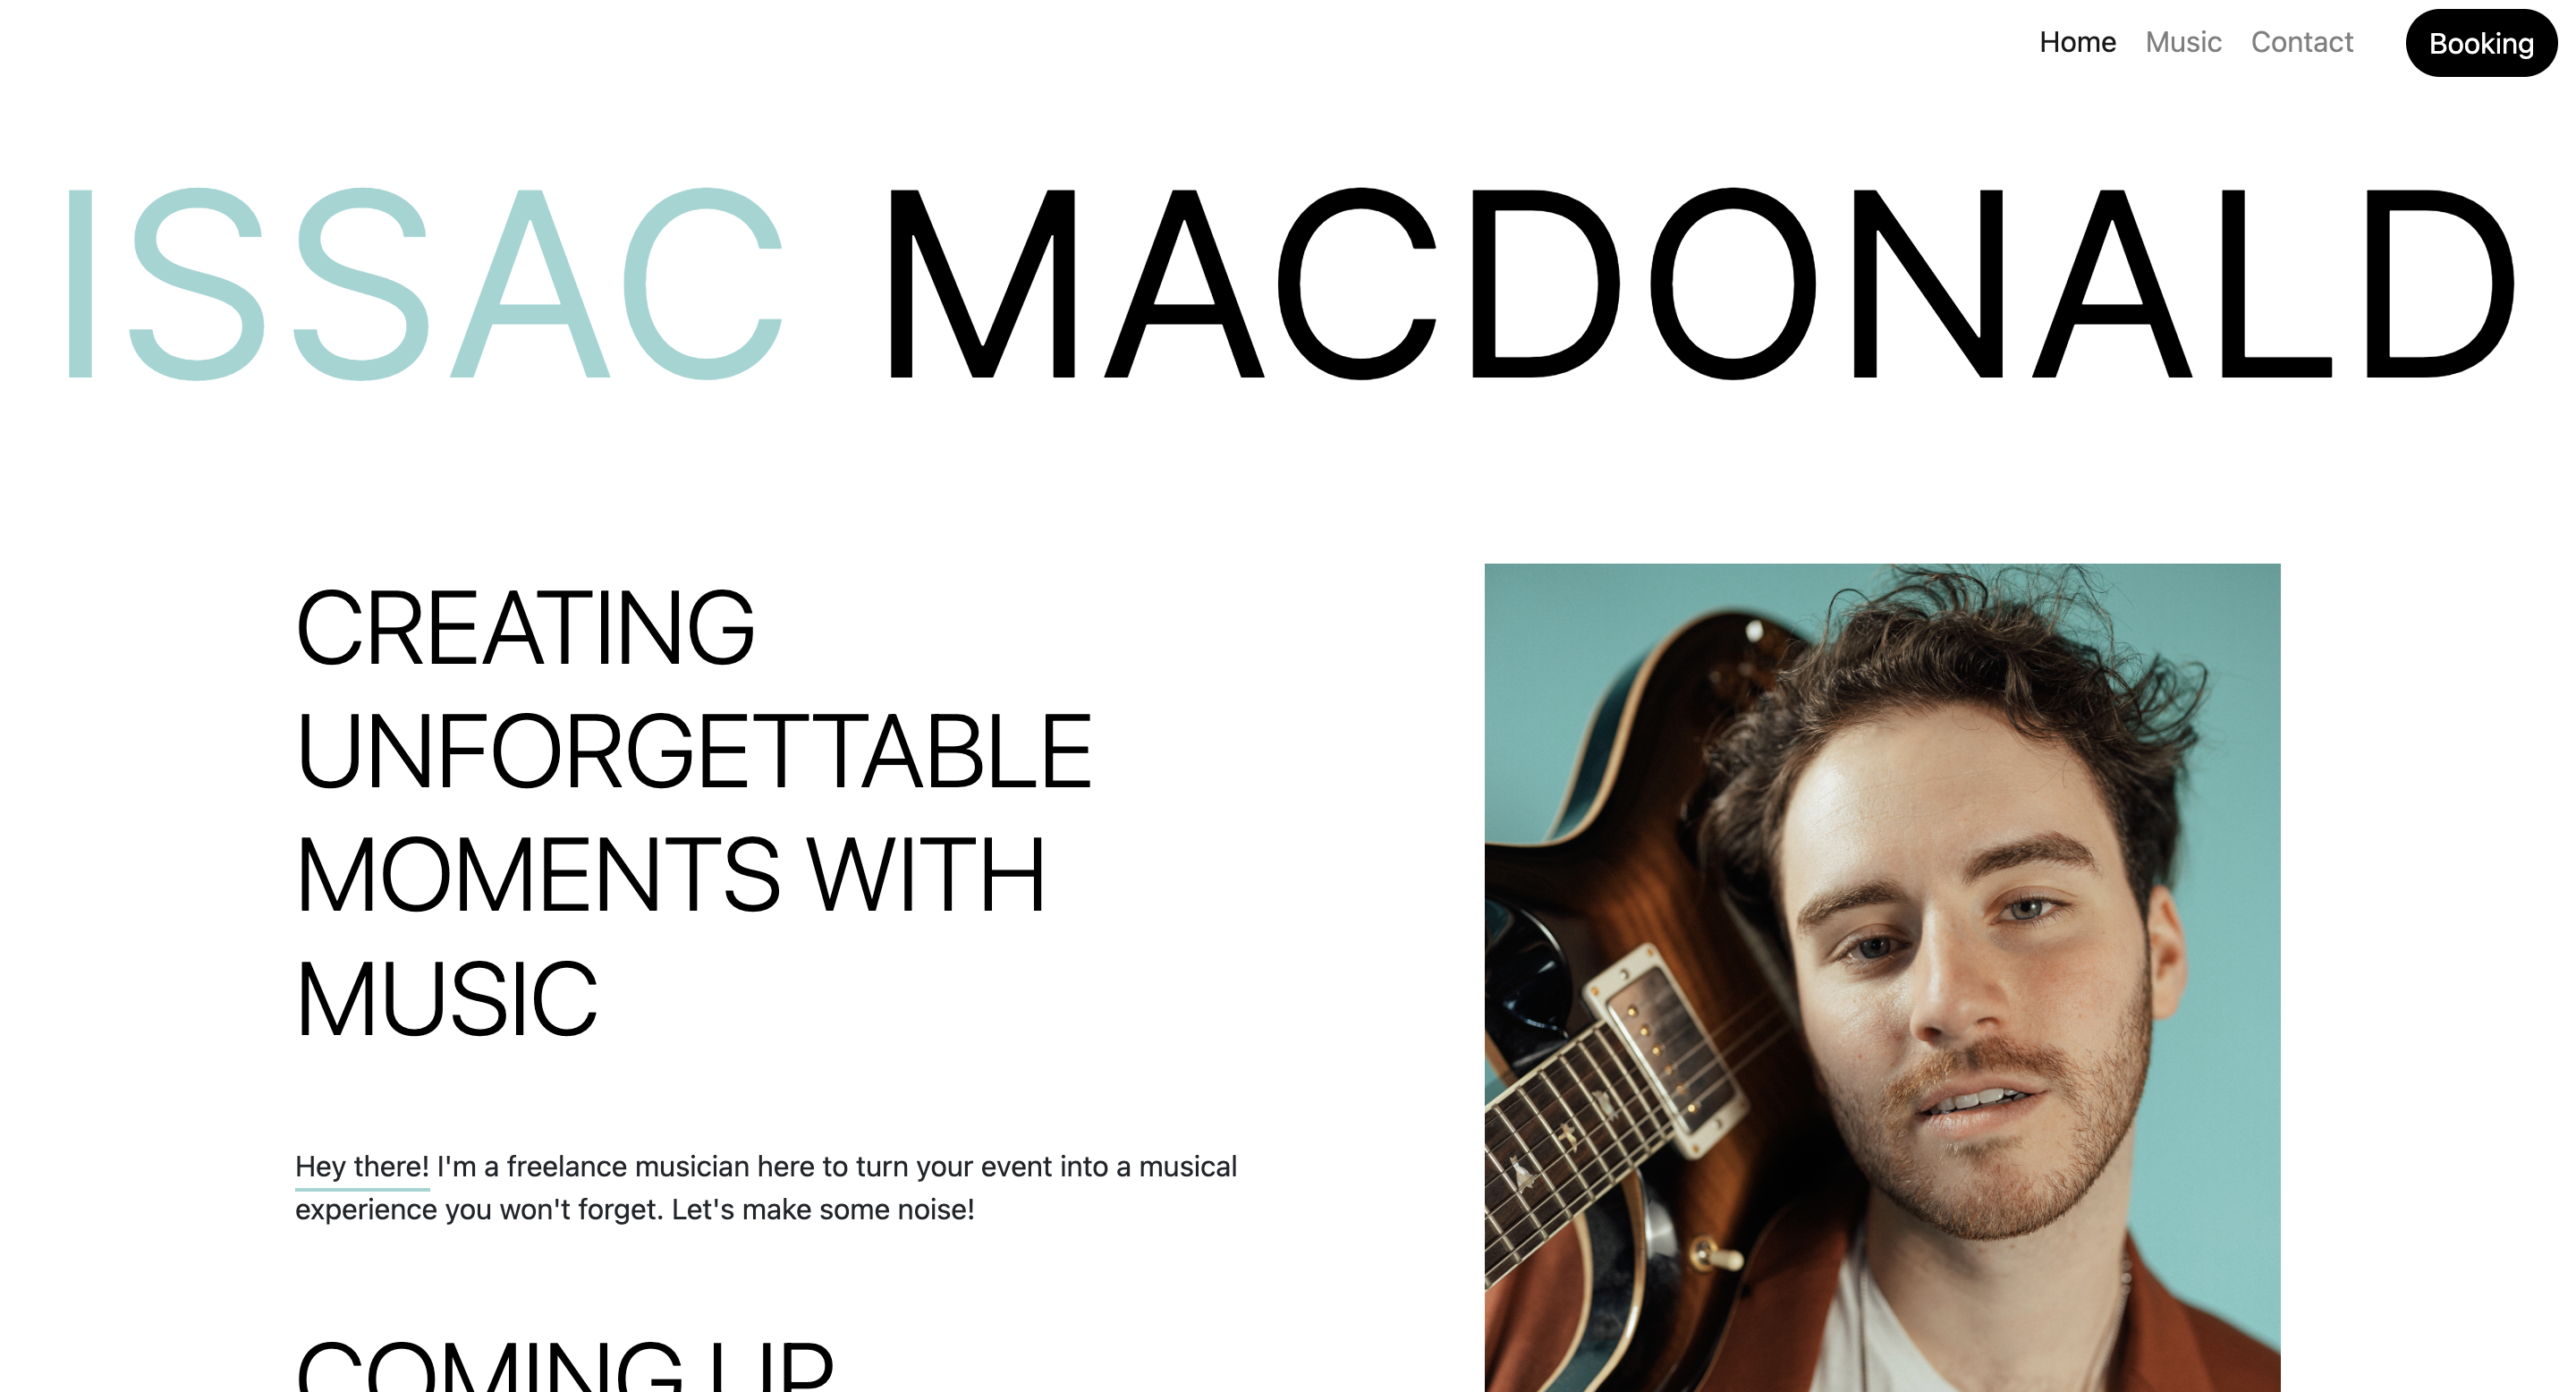 Home Music Contact Booking
ISSAC MACDONALD
CREATING
UNFORGETTABLE
MOMENTS WITH
MUSIC
Hey there! I'm a freelance musician here to turn your event into a musical
experience you won't forget. Let's make some noise!
COMING UP